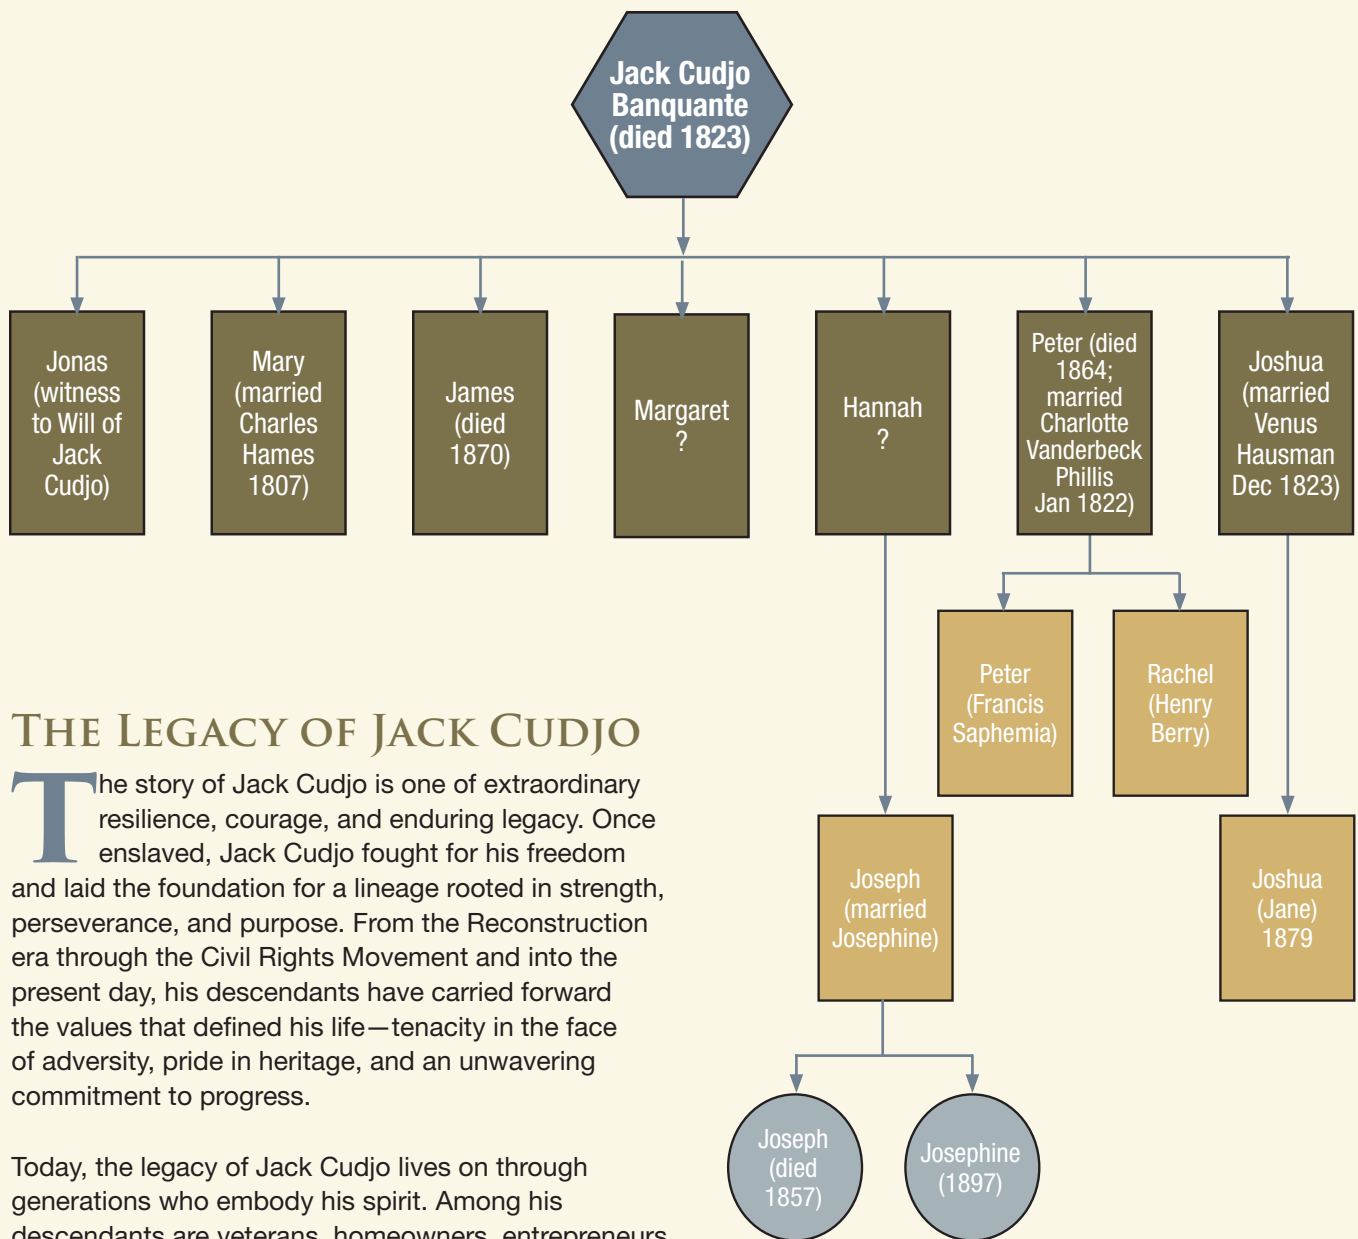 Jack Cudjo
Banquante
(died 1823)
Jonas
(witness
to Will of
Jack
Cudjo)
Mary
(married
Charles
Hames
1807)
James
(died
1870)
Margaret
?
Hannah
?
Peter (died
1864;
married
Charlotte
Vanderbeck
Phillis
Jan 1822)
Joshua
(married
Venus
Hausman
Dec 1823)
Peter
(Francis
Saphemia)
Rachel
(Henry
Berry)
Joseph
(married
Josephine)
Joshua
(Jane)
1879
Joseph
(died
1857)
Josephine
(1897)
The Legacy of Jack Cudjo
The story of Jack Cudjo is one of extraordinary
resilience, courage, and enduring legacy. Once
enslaved, Jack Cudjo fought for his freedom
and laid the foundation for a lineage rooted in strength,
perseverance, and purpose. From the Reconstruction
era through the Civil Rights Movement and into the
present day, his descendants have carried forward
the values that defined his life—tenacity in the face
of adversity, pride in heritage, and an unwavering
commitment to progress.
Today, the legacy of Jack Cudjo lives on through
generations who embody his spirit. Among his
descendants are veterans, homeowners, entrepreneurs